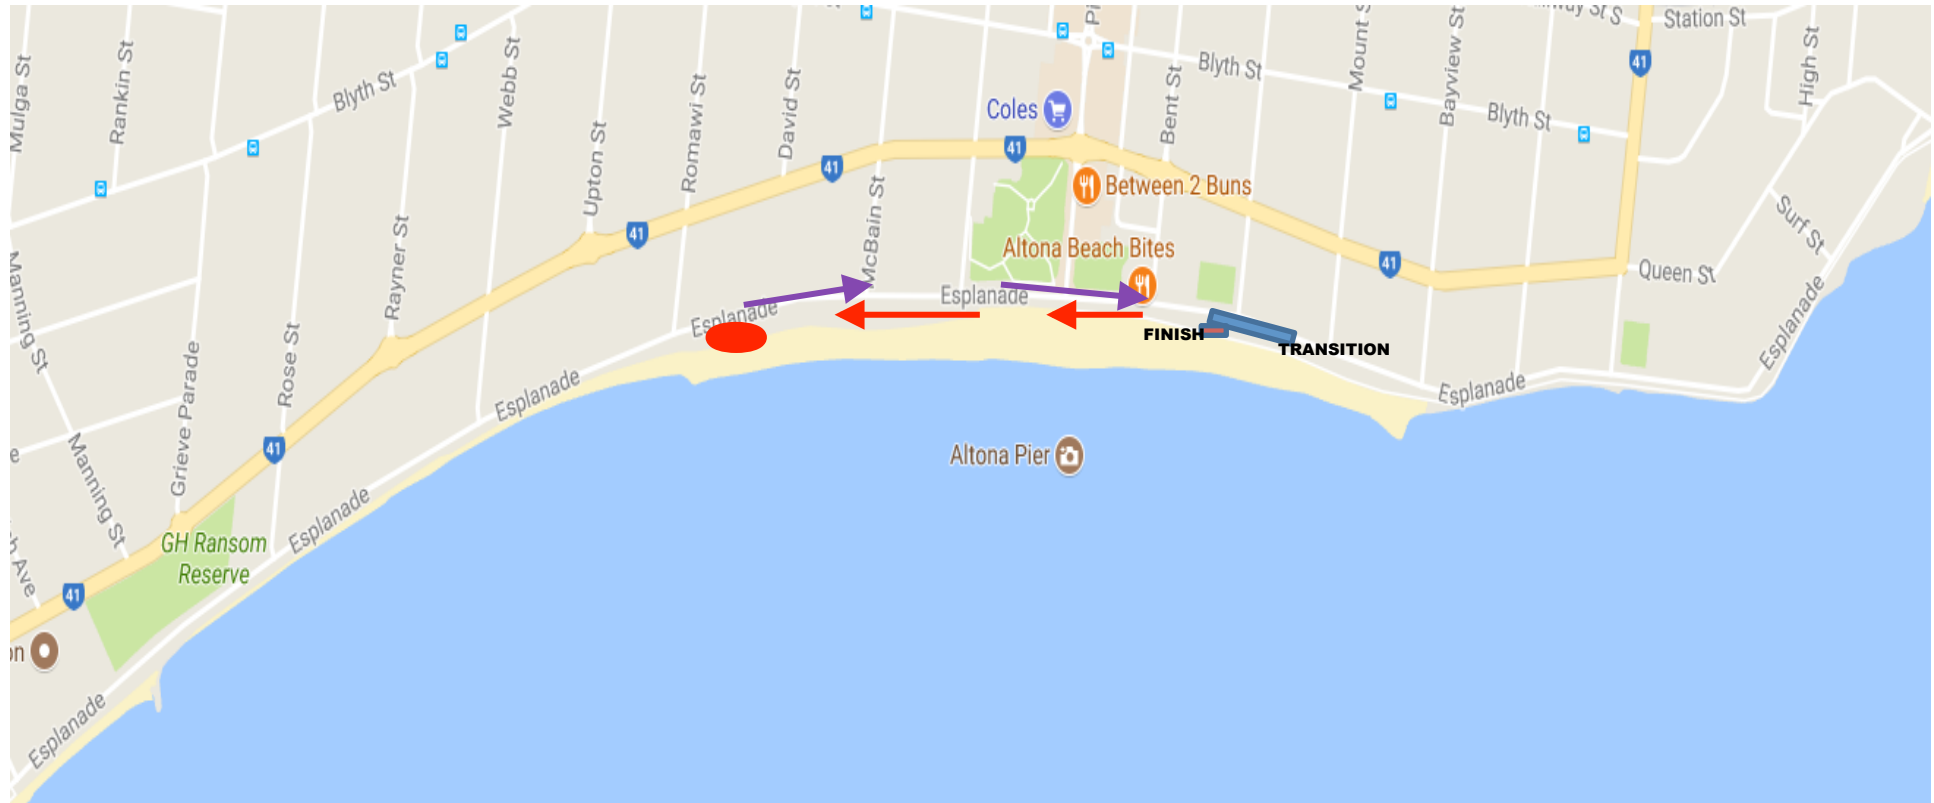 Mulga St
Rankin St
Blyth St
Webb St
Upton St
Romawi St
David St
McBain St
Coles
41
41
41
Between 2 Buns
Altona Beach Bites
Bent St
Blyth St
Mount S
Bayview St
Blyth St
Station St
41
High St
Surf St
Queen St
41
Esplanade
Manning St
Rayner St
Rose St
Grieve Parade
Manning St
41
Esplanade
Esplanade
Esplanade
FINISH
TRANSITION
Esplanade
Altona Pier
GH Ransom
Reserve
Esplanade
Ave
41
Esplanade